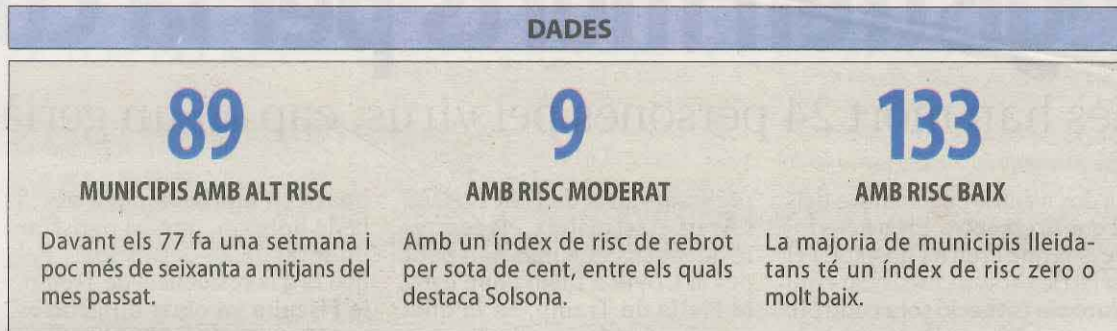 DADES
89
MUNICIPIS AMB ALT RISC
Davant els 77 fa una setmana i
poc més de seixanta a mitjans del
mes passat.
9
AMB RISC MODERAT
Amb un índex de risc de rebrot
per sota de cent, entre els quals
destaca Solsona.
133
AMB RISC BAIX
La majoria de municipis lleida-
tans té un índex de risc zero o
molt baix.